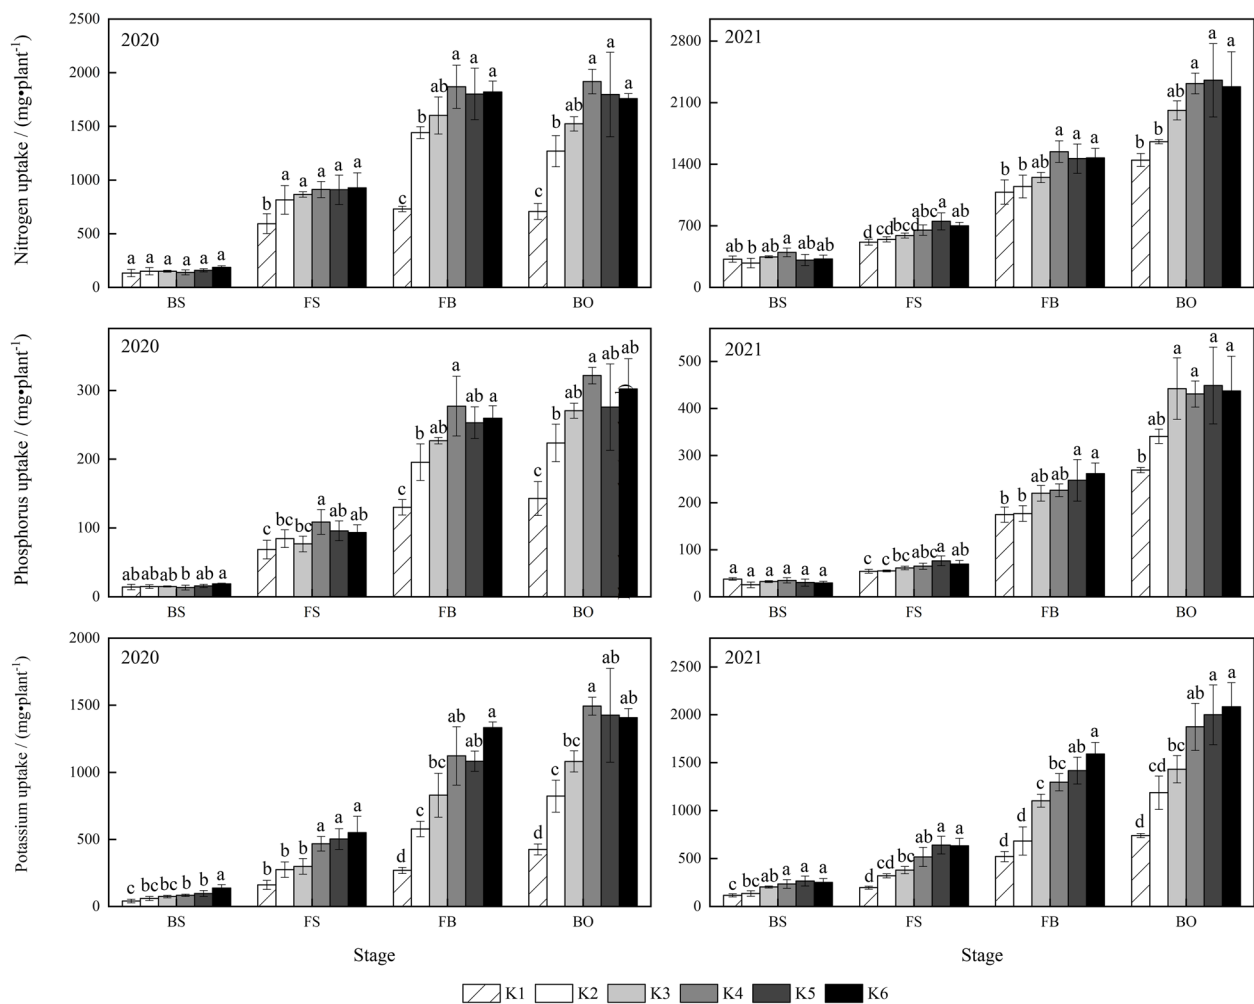 2020
2021
Nitrogen uptake / (mg•plant-1)
2500
2000
1500
1000
500
0
a a a a a a
b a a a a a
c b ab a a a
c b ab a a a
BS FS FB BO
2800
2100
1400
700
0
ab b ab a ab ab
d cd bcd abc a ab
b b ab a a a
b b ab a a a
BS FS FB BO
2020
2021
Phosphorus uptake / (mg•plant-1)
300
200
100
0
ab ab ab b ab a
c bc bc a ab ab
c b ab a a a
c b ab a ab ab
BS FS FB BO
500
400
300
200
100
0
a a a a a a
c c bc abc a ab
b b ab ab a a
b ab a a a a
BS FS FB BO
2020
2021
Potassium uptake / (mg•plant-1)
2000
1500
1000
500
0
c bc bc b b a
b b b a a a
d c bc ab ab a
d c bc a ab ab
BS FS FB BO
2500
2000
1500
1000
500
0
c bc ab a a a
d cd bc ab a a
d d c bc ab a
d cd bc ab a a
BS FS FB BO
Stage
Stage
K1 K2 K3 K4 K5 K6